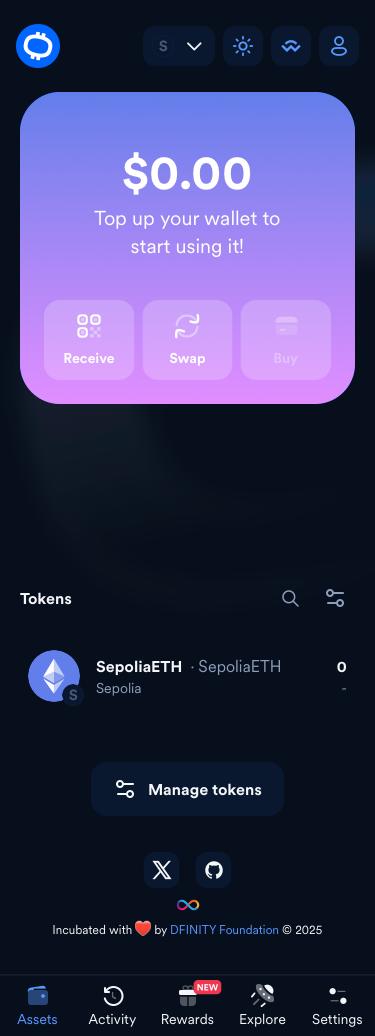 S
$0.00
Top up your wallet to
start using it!
Receive Swap Buy
Tokens
SepoliaETH · SepoliaETH 0
Sepolia -
S
Manage tokens
Incubated with ❤️ by DFINITY Foundation © 2025
NEW
Assets Activity Rewards Explore Settings